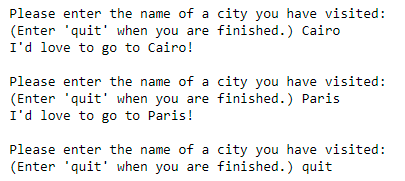 Please enter the name of a city you have visited:
(Enter 'quit' when you are finished.) Cairo
I'd love to go to Cairo!

Please enter the name of a city you have visited:
(Enter 'quit' when you are finished.) Paris
I'd love to go to Paris!

Please enter the name of a city you have visited:
(Enter 'quit' when you are finished.) quit